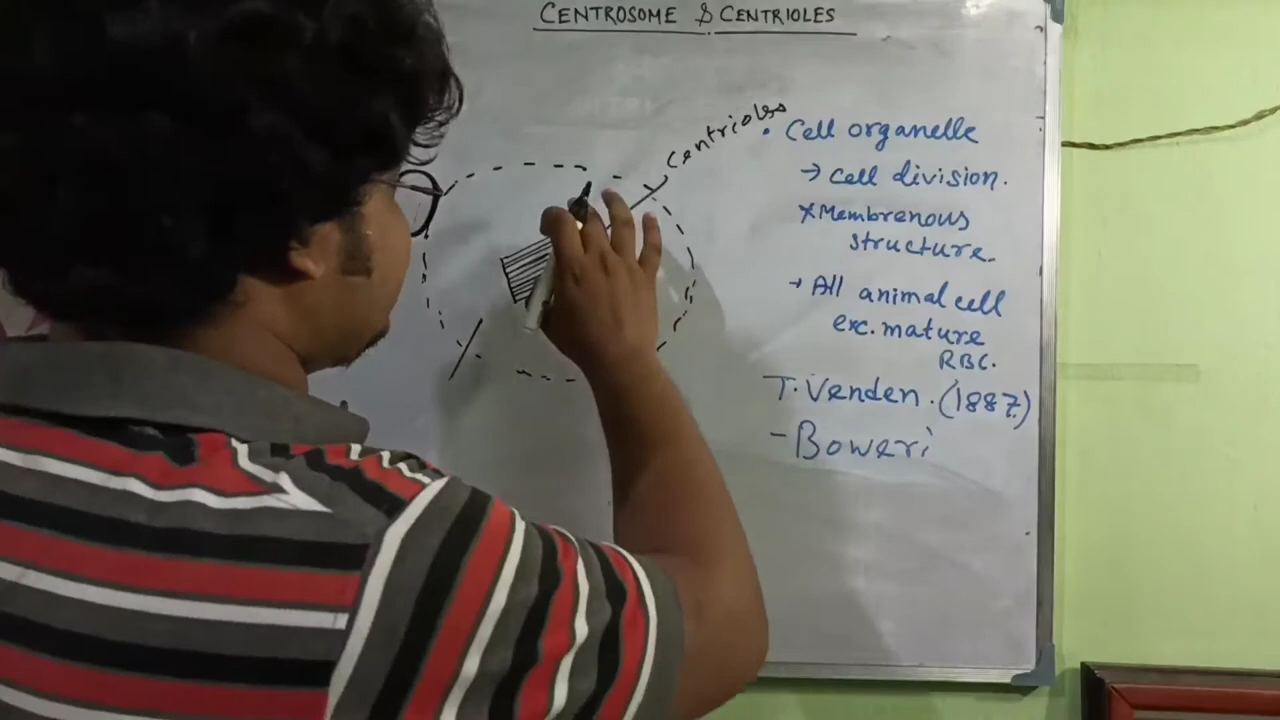 CENTROSOME & CENTRIOLES
Centrioles
• Cell organelle
→ Cell division.
x Membrenous
structure.
→ All animal cell
exc. mature
RBC.
T. Venden. (1887)
- Boweri